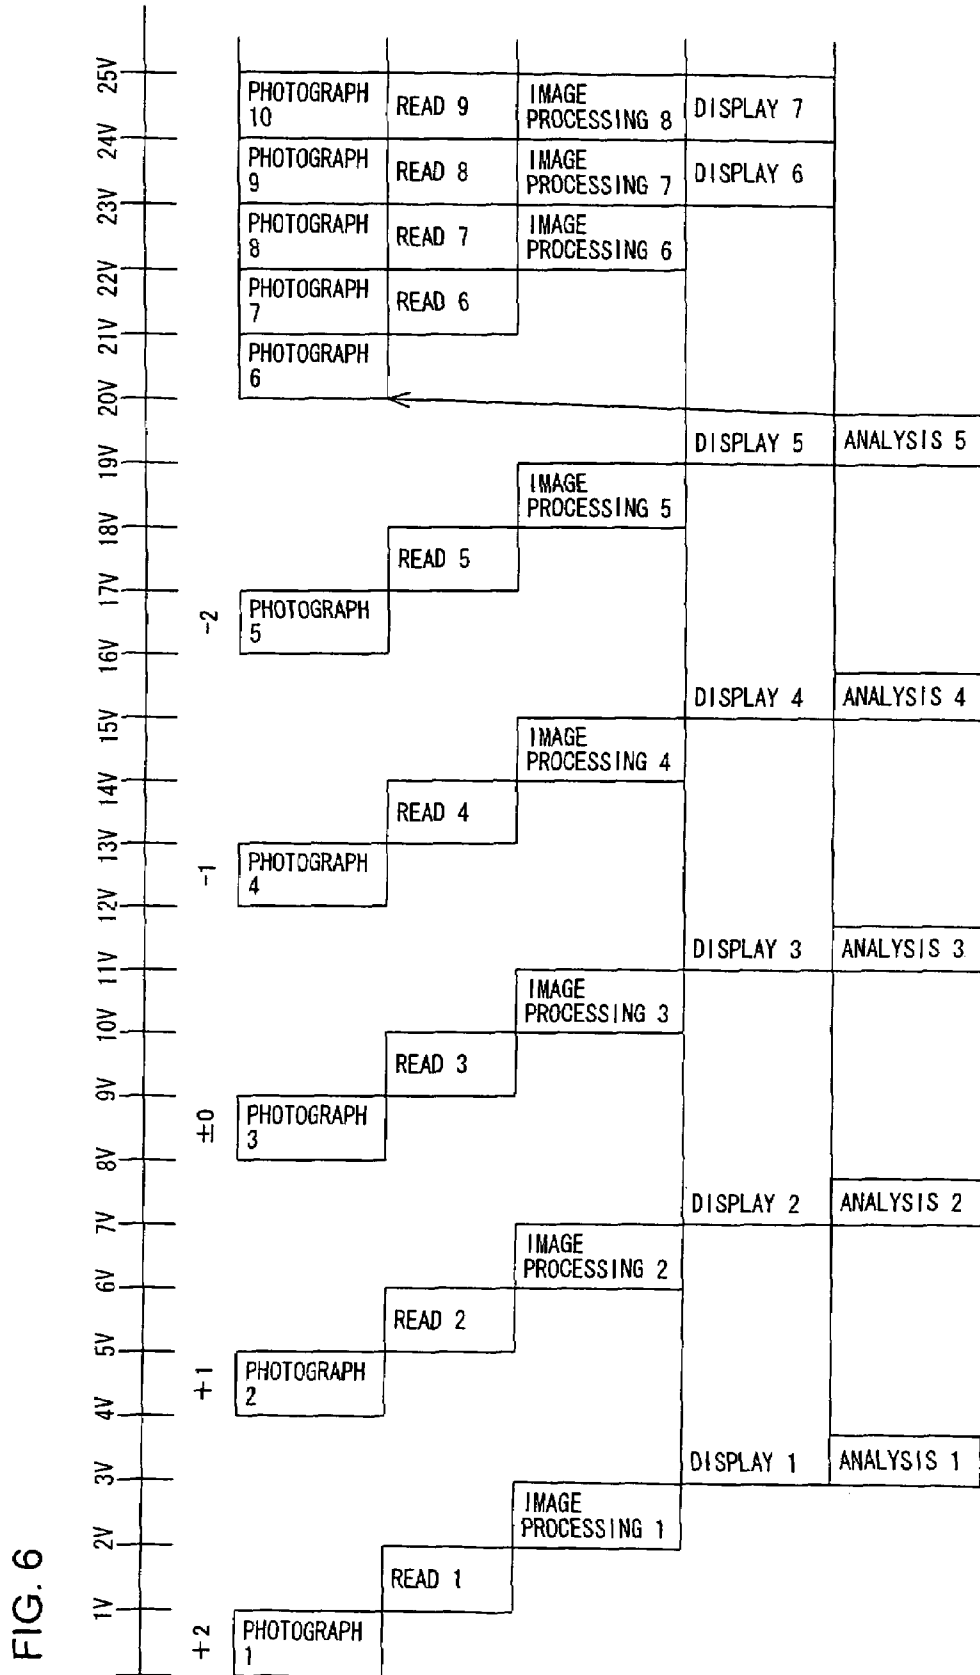 25V
PHOTOGRAPH
10
READ 9
IMAGE
PROCESSING 8
DISPLAY 7
24V
PHOTOGRAPH
9
READ 8
IMAGE
PROCESSING 7
DISPLAY 6
23V
PHOTOGRAPH
8
READ 7
IMAGE
PROCESSING 6
22V
PHOTOGRAPH
7
READ 6
21V
PHOTOGRAPH
6
20V
DISPLAY 5
ANALYSIS 5
19V
IMAGE
PROCESSING 5
18V
READ 5
17V
-2
PHOTOGRAPH
5
16V
DISPLAY 4
ANALYSIS 4
15V
IMAGE
PROCESSING 4
14V
READ 4
13V
-1
PHOTOGRAPH
4
12V
DISPLAY 3
ANALYSIS 3
11V
IMAGE
PROCESSING 3
10V
READ 3
9V
±0
PHOTOGRAPH
3
8V
DISPLAY 2
ANALYSIS 2
7V
IMAGE
PROCESSING 2
6V
READ 2
5V
+1
PHOTOGRAPH
2
4V
DISPLAY 1
ANALYSIS 1
3V
IMAGE
PROCESSING 1
2V
READ 1
1V
+2
PHOTOGRAPH
1
FIG. 6